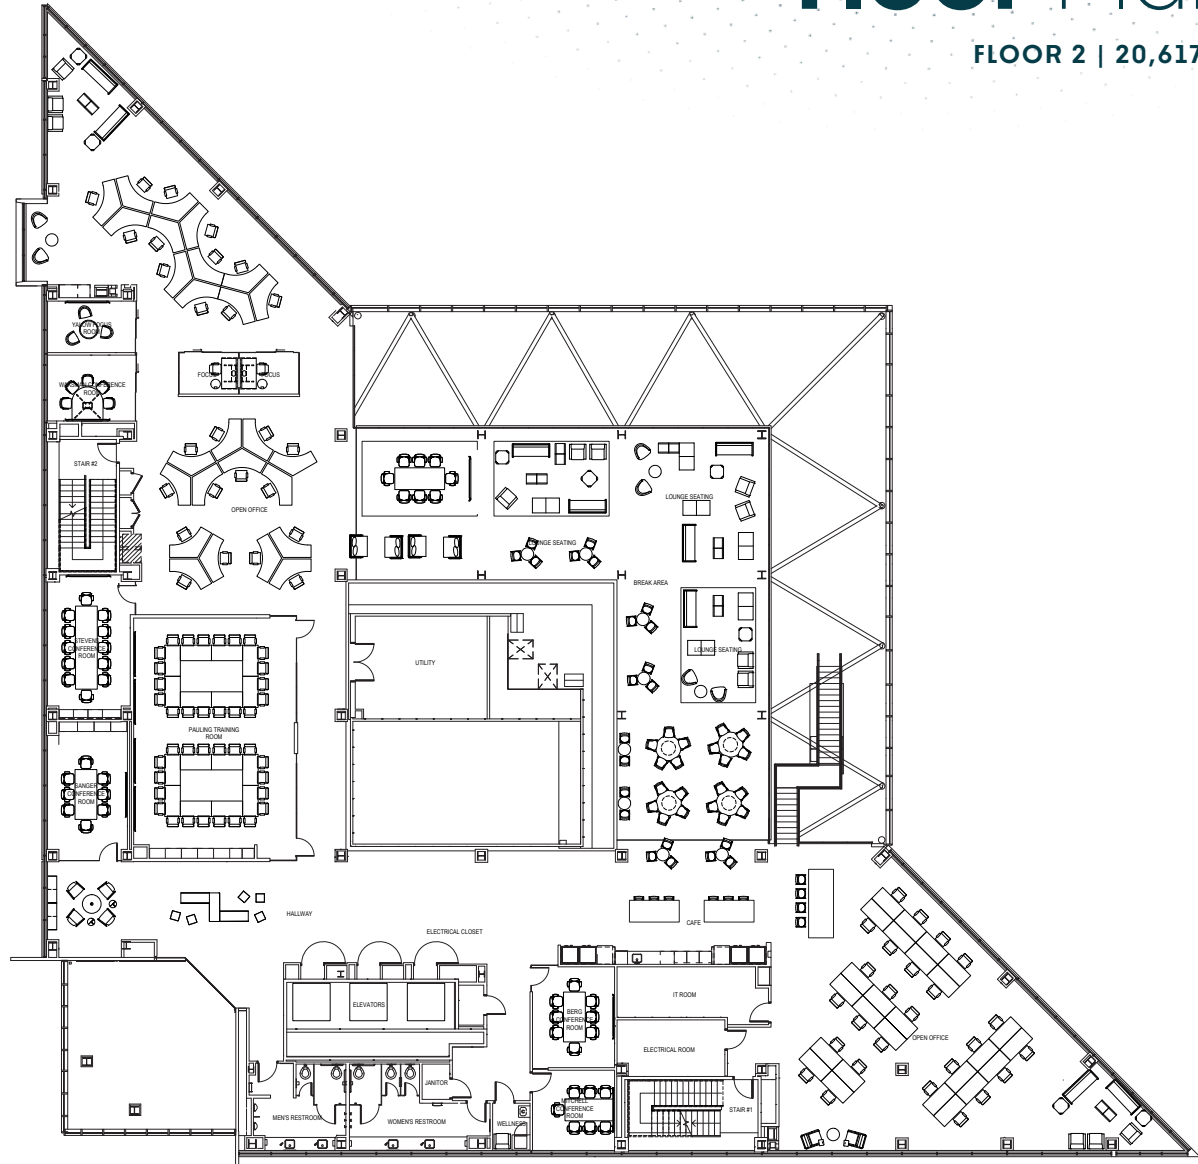 Floor
FLOOR 2 | 20,617
FOCUS
FOCUS
STAIR #2
OPEN OFFICE
LOUNGE SEATING
LOUNGE SEATING
BREAK AREA
LOUNGE SEATING
UTILITY
CONFERENCE
ROOM
PAULING TRAINING
ROOM
SANGER
CONFERENCE
ROOM
HALLWAY
ELECTRICAL CLOSET
CAFE
ELEVATORS
IT ROOM
BERG
CONFERENCE
ROOM
ELECTRICAL ROOM
OPEN OFFICE
JANITOR
MEN'S RESTROOM
WOMEN'S RESTROOM
WELLNESS
MITCHELL
CONFERENCE
ROOM
STAIR #1